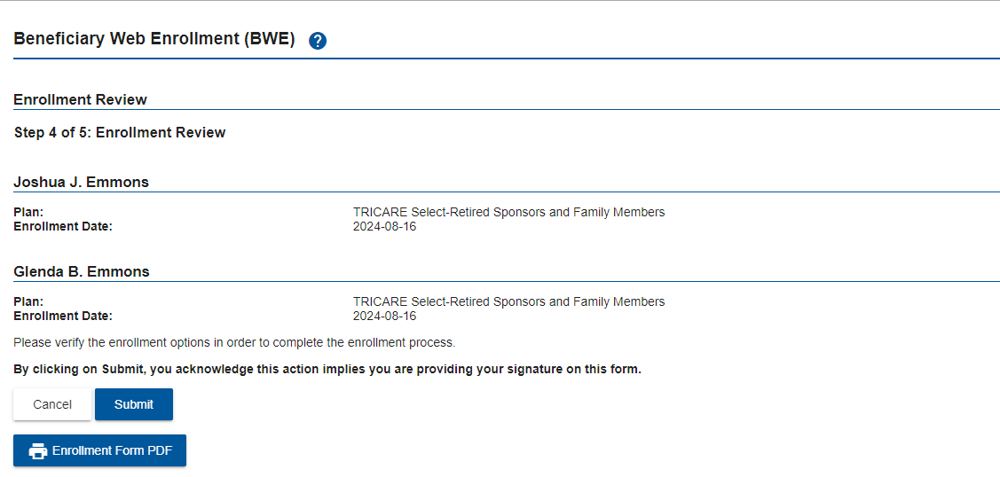 Beneficiary Web Enrollment (BWE) ?
Enrollment Review
Step 4 of 5: Enrollment Review
Joshua J. Emmons
Plan: TRICARE Select-Retired Sponsors and Family Members
Enrollment Date: 2024-08-16
Glenda B. Emmons
Plan: TRICARE Select-Retired Sponsors and Family Members
Enrollment Date: 2024-08-16
Please verify the enrollment options in order to complete the enrollment process.
By clicking on Submit, you acknowledge this action implies you are providing your signature on this form.
Cancel Submit
Enrollment Form PDF